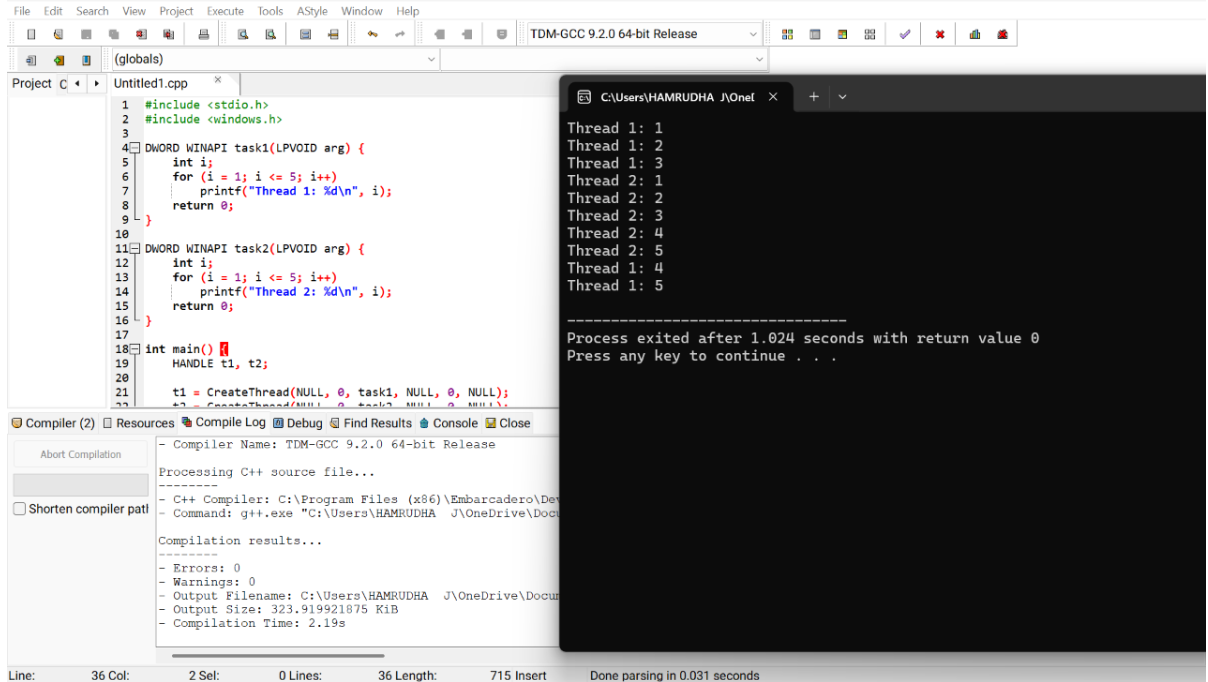 File Edit Search View Project Execute Tools AStyle Window Help
TDM-GCC 9.2.0 64-bit Release
(globals)
Project C
Untitled1.cpp
1 #include <stdio.h>
2 #include <windows.h>
3
4 DWORD WINAPI task1(LPVOID arg) {
5 int i;
6 for (i = 1; i <= 5; i++)
7 printf("Thread 1: %d\n", i);
8 return 0;
9 }
10
11 DWORD WINAPI task2(LPVOID arg) {
12 int i;
13 for (i = 1; i <= 5; i++)
14 printf("Thread 2: %d\n", i);
15 return 0;
16 }
17
18 int main() {
19 HANDLE t1, t2;
20
21 t1 = CreateThread(NULL, 0, task1, NULL, 0, NULL);
22 t2 = CreateThread(NULL, 0, task2, NULL, 0, NULL);
C:\Users\HAMRUDHA J\OneD
Thread 1: 1
Thread 1: 2
Thread 1: 3
Thread 2: 1
Thread 2: 2
Thread 2: 3
Thread 2: 4
Thread 2: 5
Thread 1: 4
Thread 1: 5
--------------------------------
Process exited after 1.024 seconds with return value 0
Press any key to continue . . .
Compiler (2) Resources Compile Log Debug Find Results Console Close
Abort Compilation
Shorten compiler path
- Compiler Name: TDM-GCC 9.2.0 64-bit Release
Processing C++ source file...
--------
- C++ Compiler: C:\Program Files (x86)\Embarcadero\Dev
- Command: g++.exe "C:\Users\HAMRUDHA J\OneDrive\Docu
Compilation results...
--------
- Errors: 0
- Warnings: 0
- Output Filename: C:\Users\HAMRUDHA J\OneDrive\Docum
- Output Size: 323.919921875 KiB
- Compilation Time: 2.19s
Line: 36 Col: 2 Sel: 0 Lines: 36 Length: 715 Insert Done parsing in 0.031 seconds